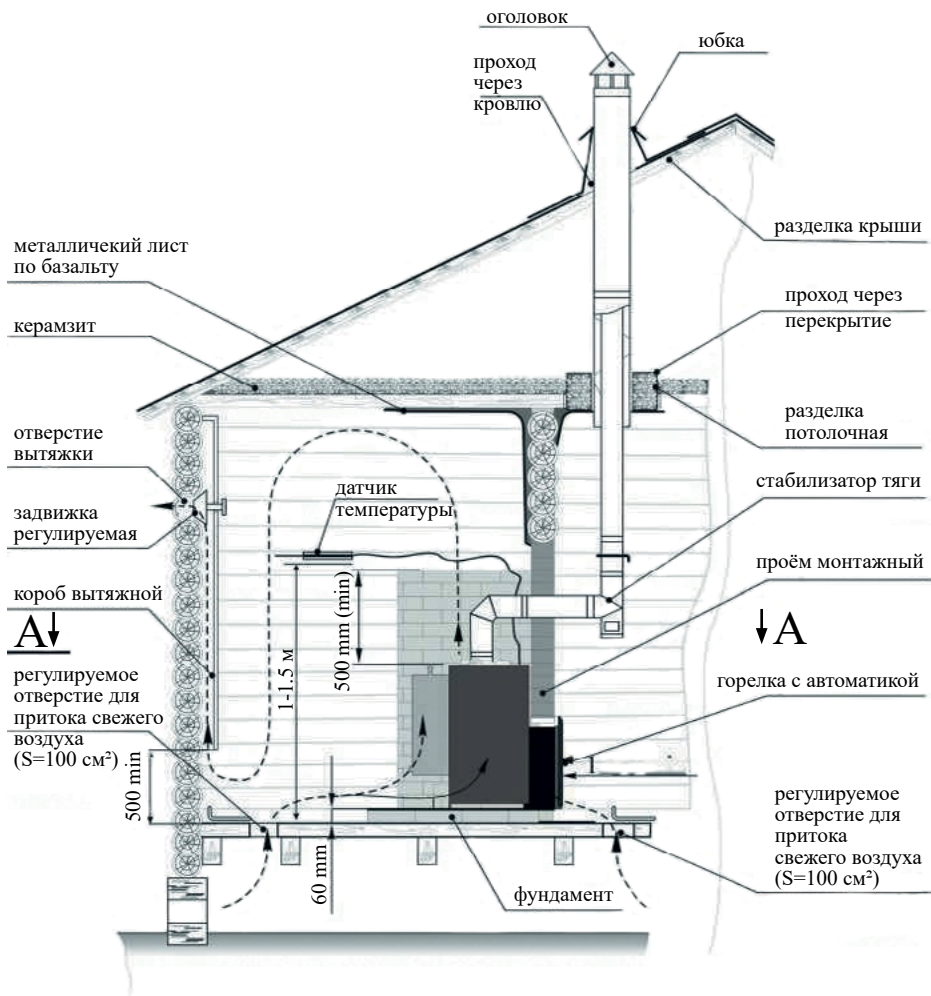 оголовок
юбка
проход
через
кровлю
металличекий лист
по базальту
разделка крыши
керамзит
проход через
перекрытие
отверстие
вытяжки
разделка
потолочная
датчик
температуры
стабилизатор тяги
задвижка
регулируемая
проём монтажный
короб вытяжной
500 mm (min)
1-1.5 м
А
А
регулируемое
отверстие для
притока свежего
воздуха
(S=100 см²)
горелка с автоматикой
500 min
60 mm
регулируемое
отверстие для
притока
свежего воздуха
(S=100 см²)
фундамент